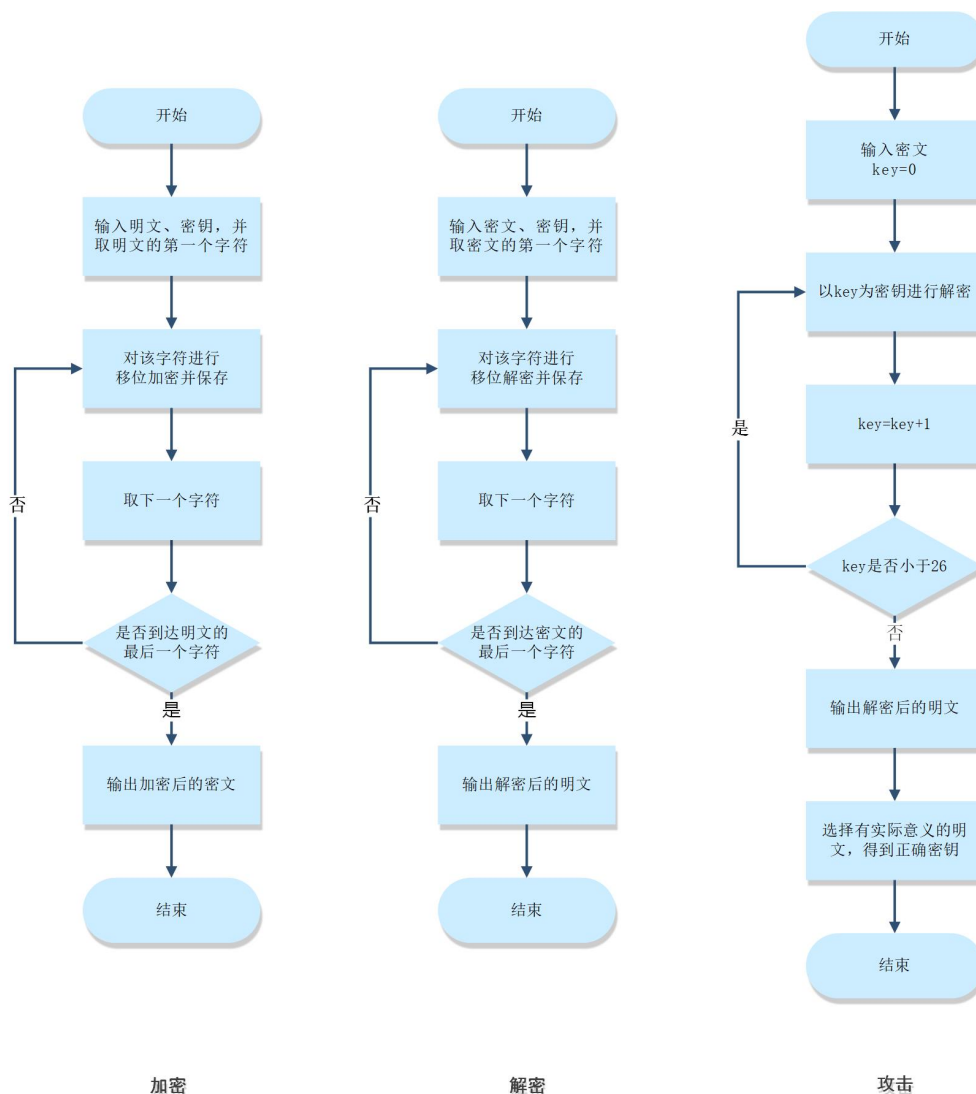 开始
输入明文、密钥，并
取明文的第一个字符
对该字符进行
移位加密并保存
取下一个字符
否
是否到达明文的
最后一个字符
是
输出加密后的密文
结束
加密
开始
输入密文、密钥，并
取密文的第一个字符
对该字符进行
移位解密并保存
取下一个字符
否
是否到达密文的
最后一个字符
是
输出解密后的明文
结束
解密
开始
输入密文
key=0
以key为密钥进行解密
key=key+1
是
key是否小于26
否
输出解密后的明文
选择有实际意义的明
文，得到正确密钥
结束
攻击